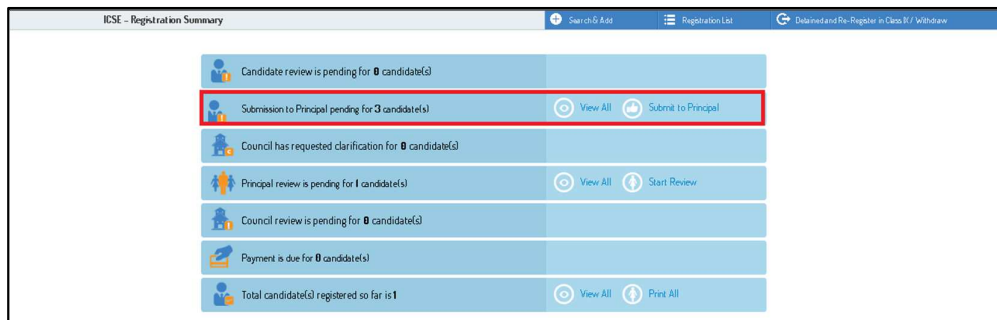 ICSE - Registration Summary
Search & Add
Registration List
Detained and Re-Register in Class IX / Withdraw
Candidate review is pending for 0 candidate(s)
Submission to Principal pending for 3 candidate(s) View All Submit to Principal
Council has requested clarification for 0 candidate(s)
Principal review is pending for 1 candidate(s) View All Start Review
Council review is pending for 0 candidate(s)
Payment is due for 0 candidate(s)
Total candidate(s) registered so far is 1 View All Print All